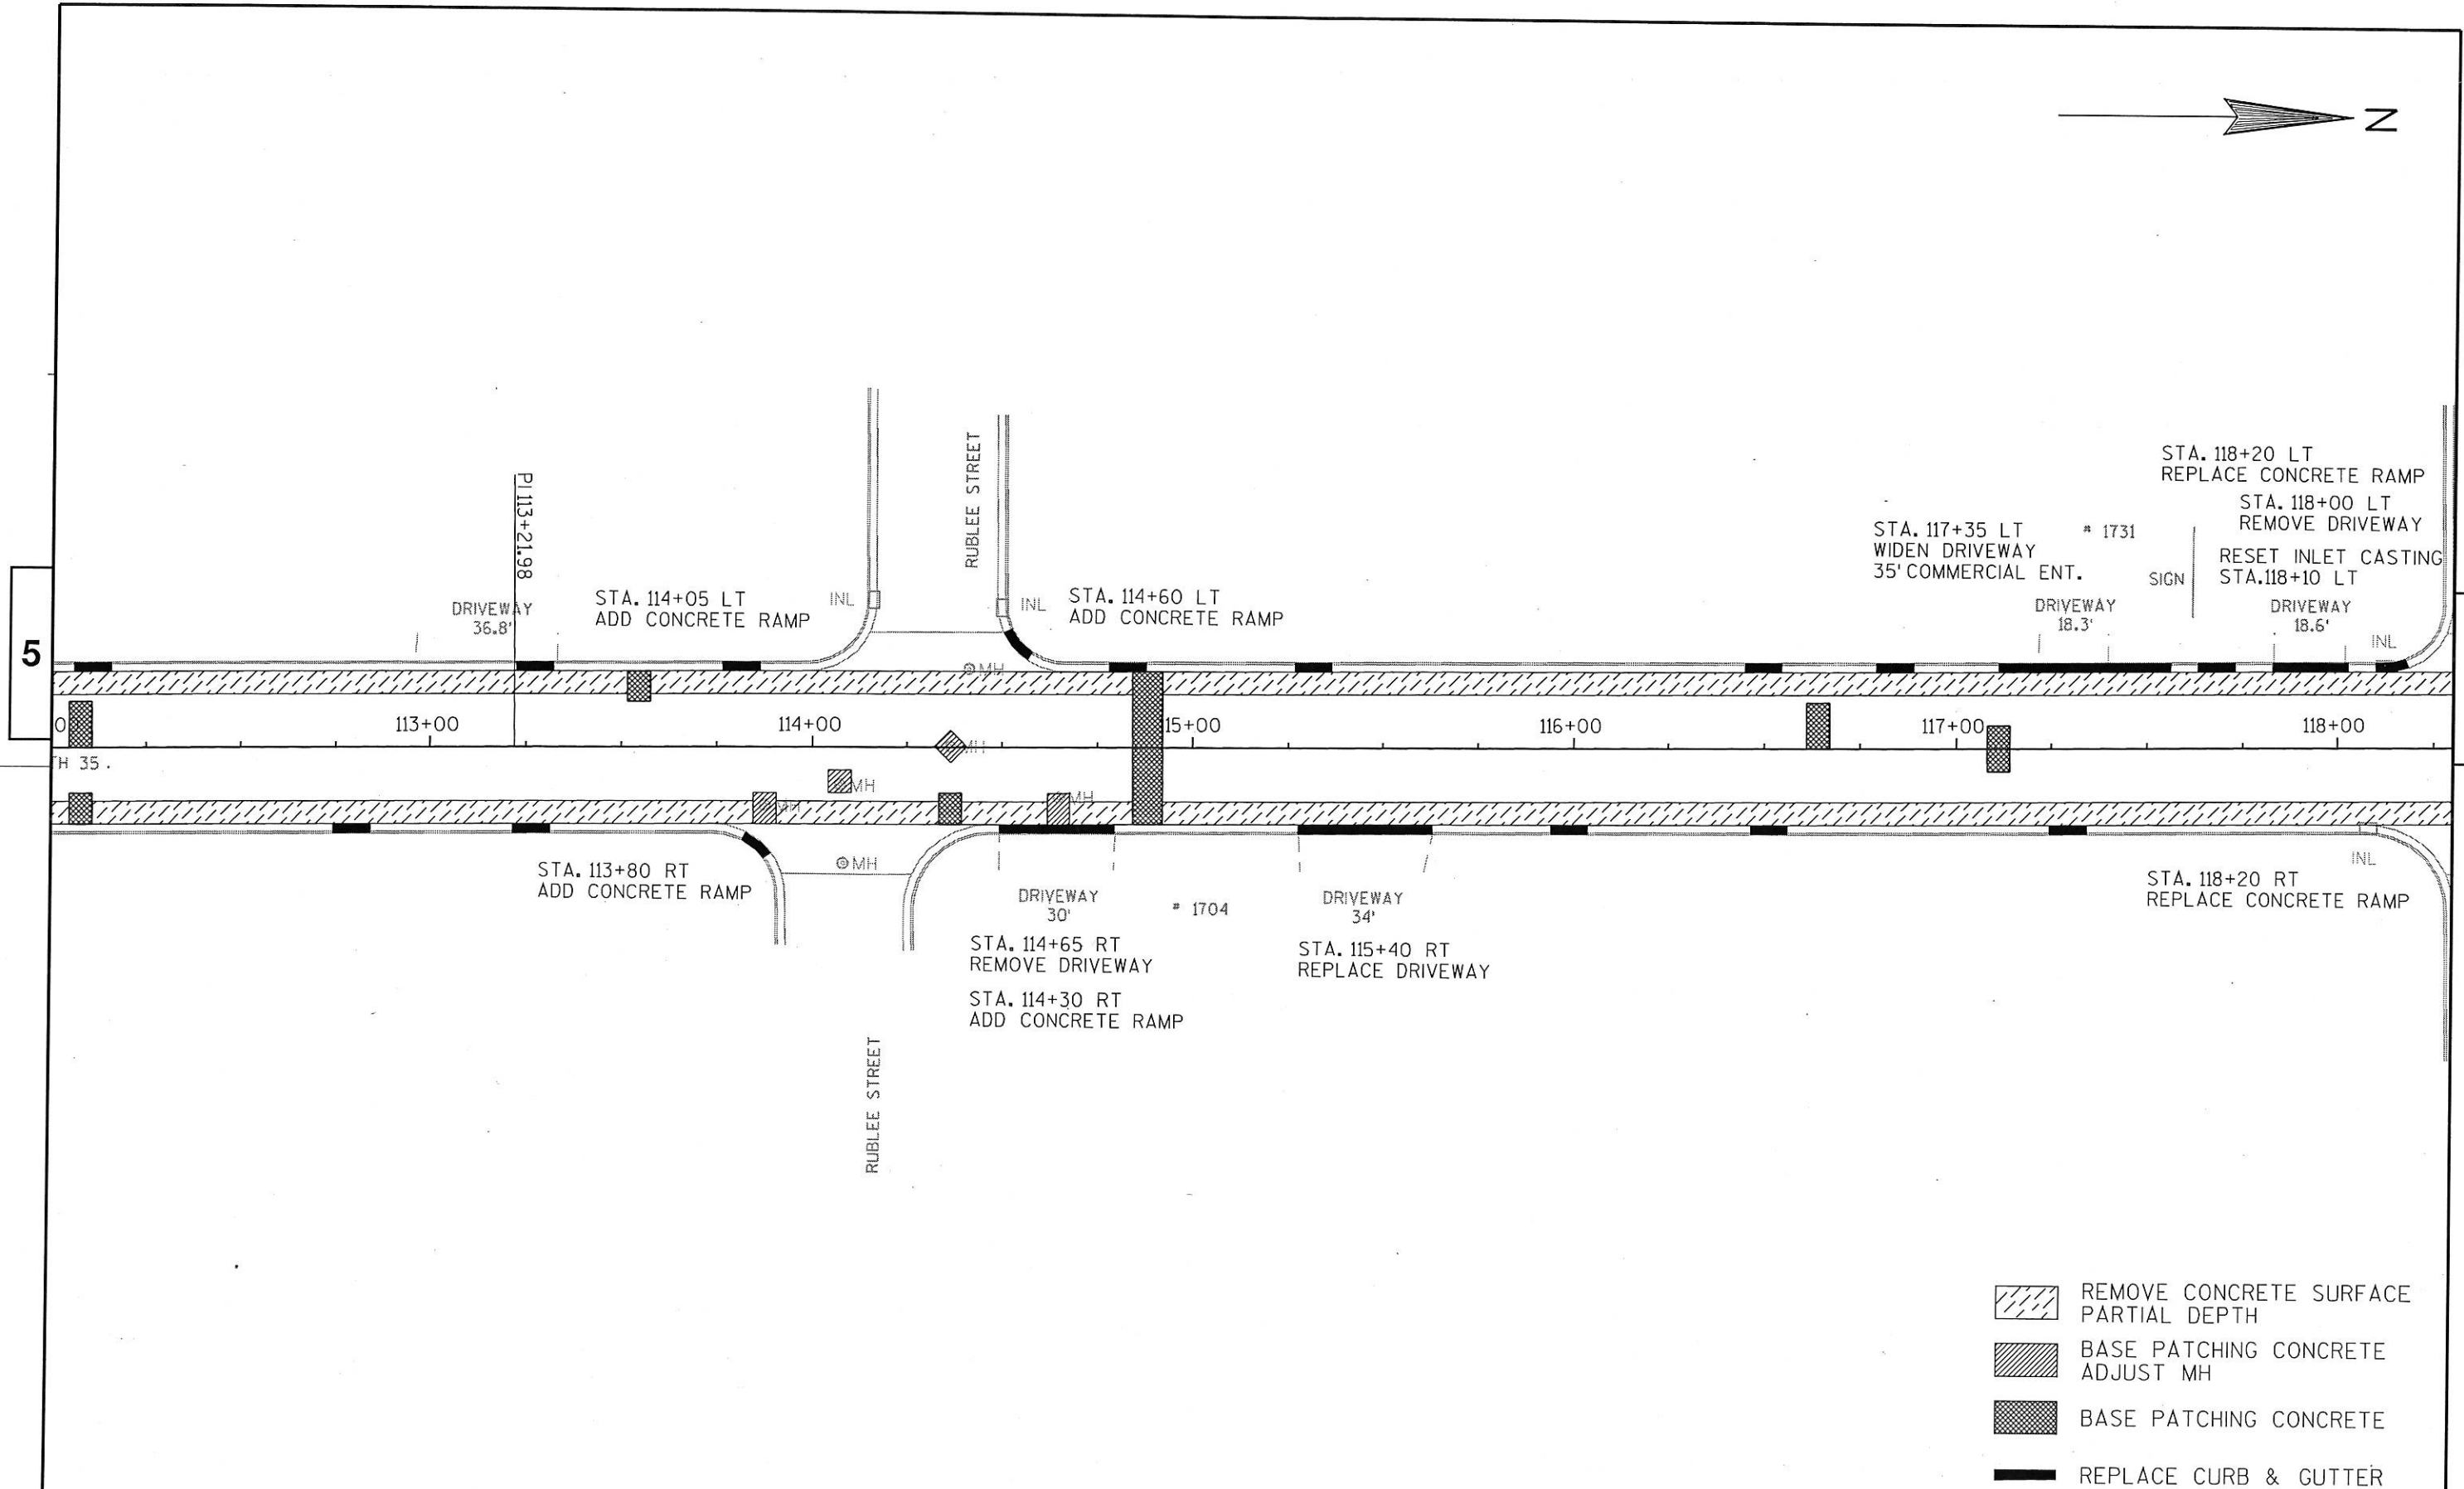 N
STA. 118+20 LT
REPLACE CONCRETE RAMP
STA. 118+00 LT
REMOVE DRIVEWAY
RESET INLET CASTING
STA.118+10 LT
STA. 117+35 LT
WIDEN DRIVEWAY
35' COMMERCIAL ENT.
# 1731
SIGN
DRIVEWAY
18.3'
DRIVEWAY
18.6'
INL
RUBLEE STREET
PI 113+21.98
DRIVEWAY
36.8'
STA. 114+05 LT
ADD CONCRETE RAMP
INL
INL
STA. 114+60 LT
ADD CONCRETE RAMP
5
MH
0
113+00
114+00
15+00
116+00
117+00
118+00
MH
H 35 .
MH
MH
MH
MH
INL
STA. 113+80 RT
ADD CONCRETE RAMP
DRIVEWAY
30'
# 1704
DRIVEWAY
34'
STA. 114+65 RT
REMOVE DRIVEWAY
STA. 114+30 RT
ADD CONCRETE RAMP
STA. 115+40 RT
REPLACE DRIVEWAY
STA. 118+20 RT
REPLACE CONCRETE RAMP
RUBLEE STREET
REMOVE CONCRETE SURFACE
PARTIAL DEPTH
BASE PATCHING CONCRETE
ADJUST MH
BASE PATCHING CONCRETE
REPLACE CURB & GUTTER